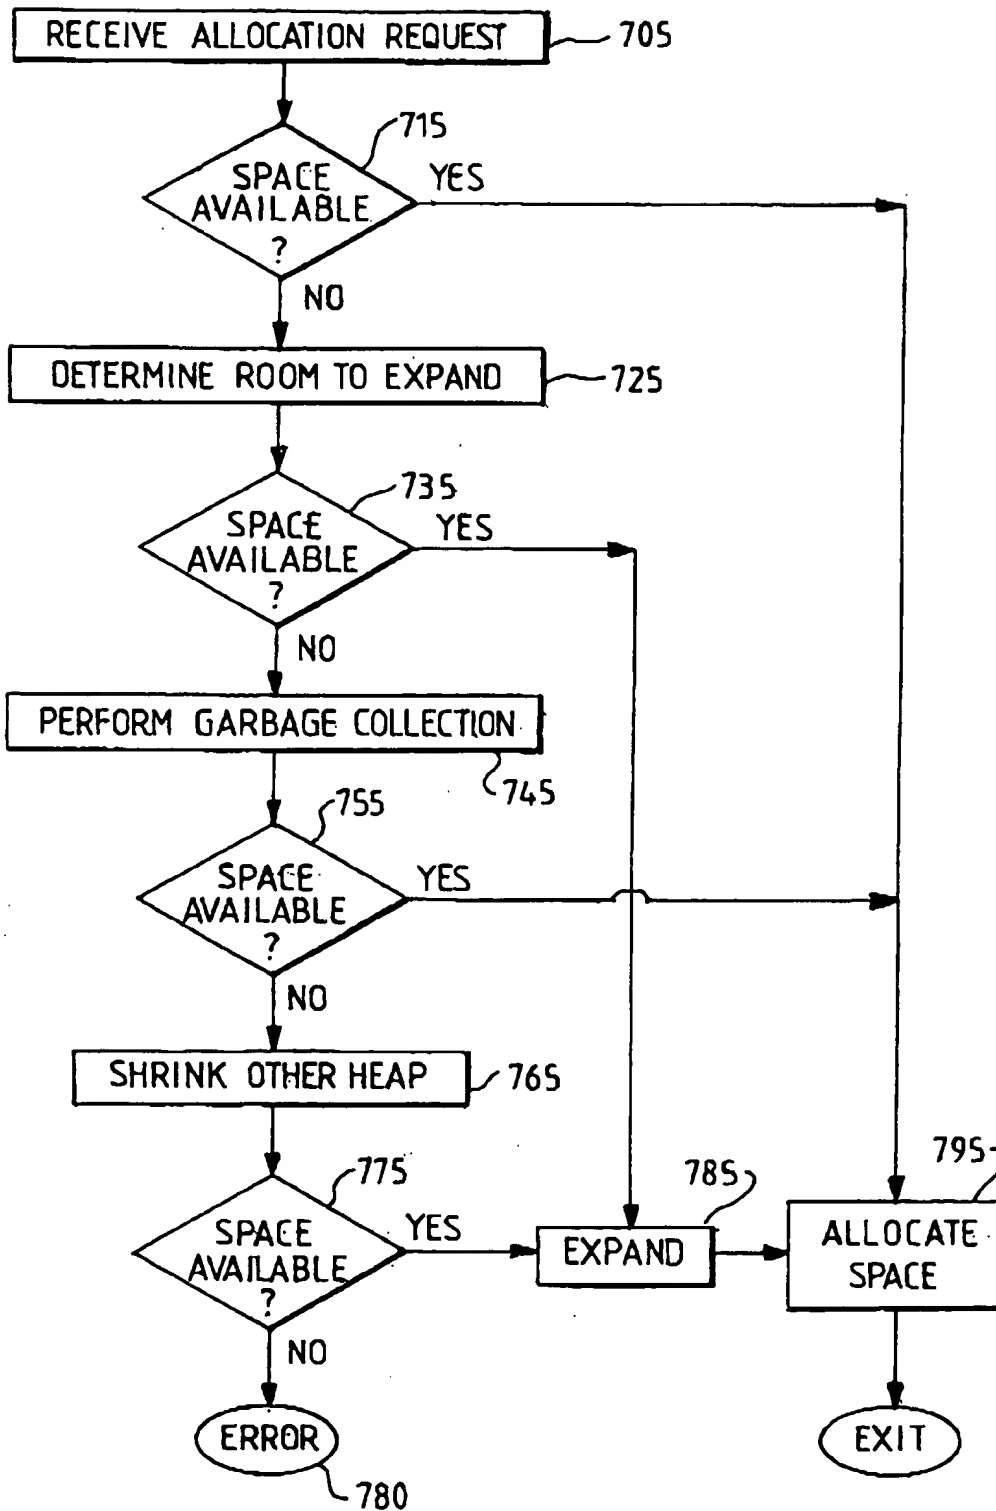 RECEIVE ALLOCATION REQUEST
705
715
SPACE
AVAILABLE
?
YES
NO
DETERMINE ROOM TO EXPAND
725
735
SPACE
AVAILABLE
?
YES
NO
PERFORM GARBAGE COLLECTION
745
755
SPACE
AVAILABLE
?
YES
NO
SHRINK OTHER HEAP
765
775
SPACE
AVAILABLE
?
YES
NO
785
EXPAND
795
ALLOCATE
SPACE
ERROR
780
EXIT